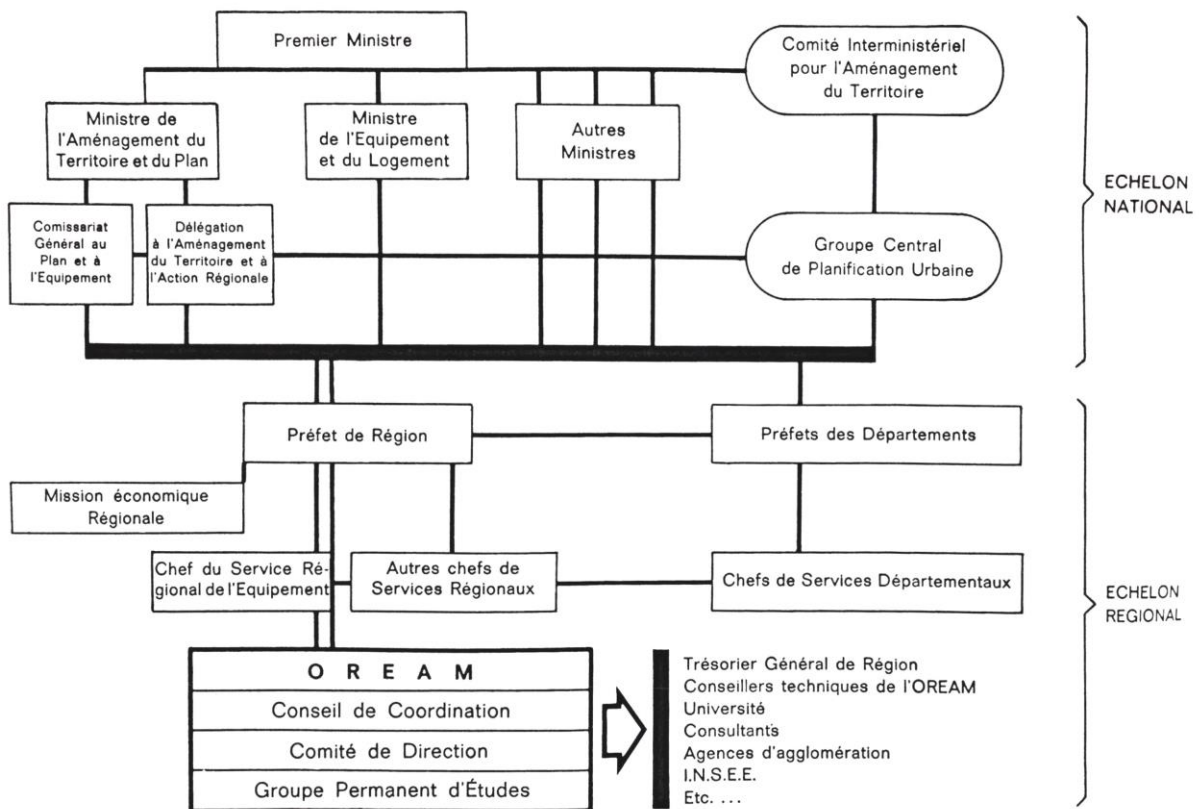 Premier Ministre
Comité Interministériel
pour l'Aménagement
du Territoire
Ministre de
l'Aménagement du
Territoire et du Plan
Ministre
de l'Equipement
et du Logement
Autres
Ministres
ECHELON
NATIONAL
Comissariat
Général au
Plan et à
l'Equipement
Délégation
à l'Aménagement
du Territoire et à
l'Action Régionale
Groupe Central
de Planification Urbaine
Préfet de Région
Préfets des Départements
Mission économique
Régionale
Chef du Service Ré-
gional de l'Equipement
Autres chefs de
Services Régionaux
Chefs de Services Départementaux
ECHELON
REGIONAL
O R E A M
Conseil de Coordination
Comité de Direction
Groupe Permanent d'Études
Trésorier Général de Région
Conseillers techniques de l'OREAM
Université
Consultants
Agences d'agglomération
I.N.S.E.E.
Etc. ...